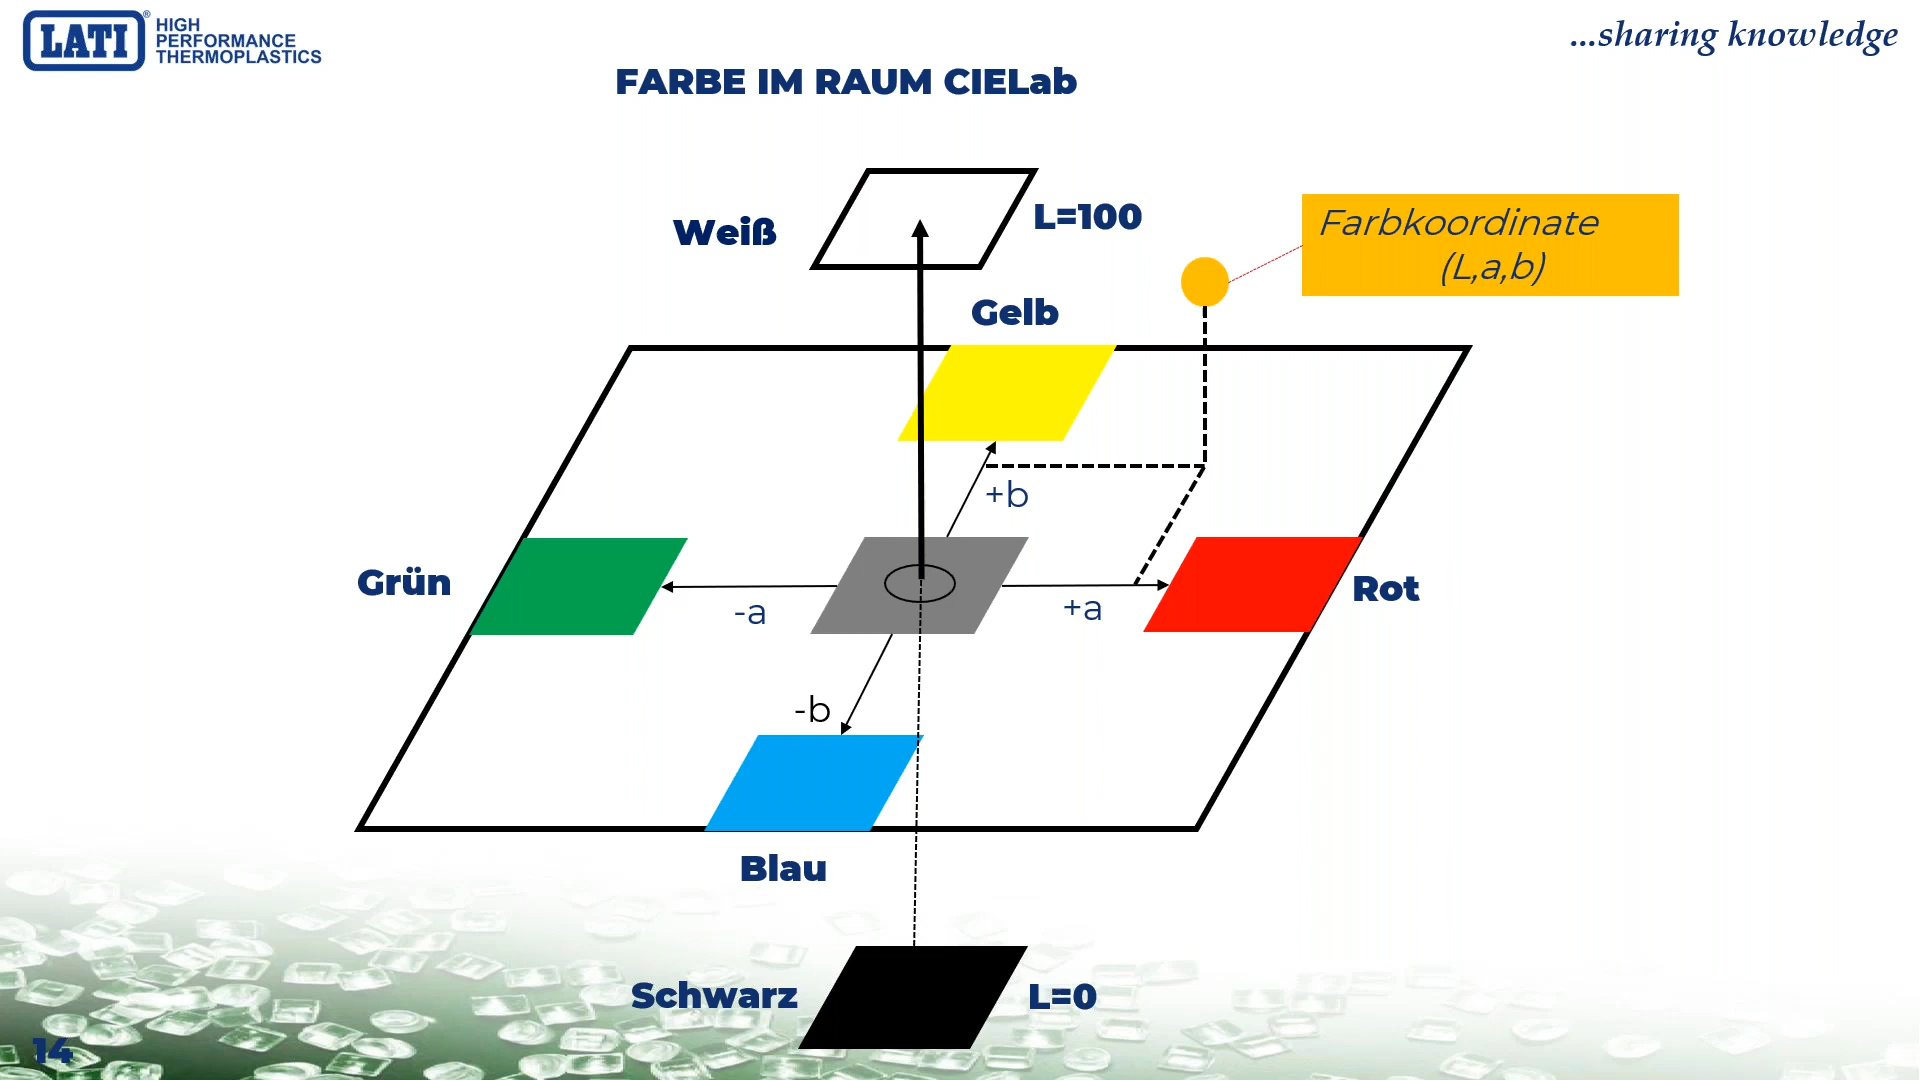 LATI®
HIGH
PERFORMANCE
THERMOPLASTICS
...sharing knowledge
FARBE IM RAUM CIELab
Weiß
L=100
Farbkoordinate
(L,a,b)
Gelb
+b
Grün
-a
+a
Rot
-b
Blau
Schwarz
L=0
14